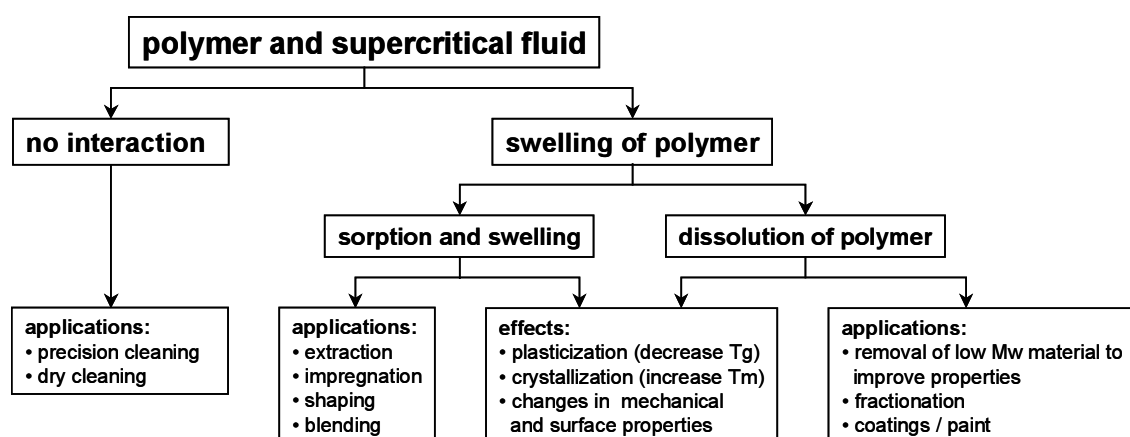 polymer and supercritical fluid
no interaction
swelling of polymer
sorption and swelling
dissolution of polymer
applications:
• precision cleaning
• dry cleaning
applications:
• extraction
• impregnation
• shaping
• blending
effects:
• plasticization (decrease Tg)
• crystallization (increase Tm)
• changes in mechanical
and surface properties
applications:
• removal of low Mw material to
improve properties
• fractionation
• coatings / paint